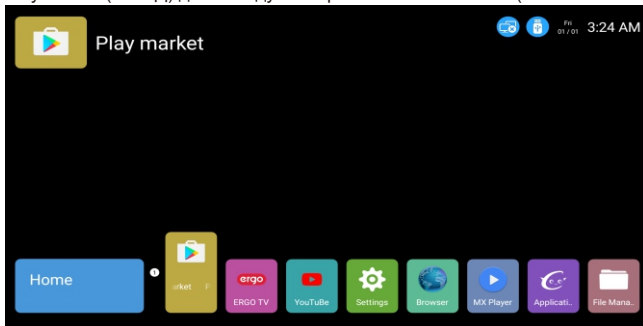 Play market
Fri
01 / 01
3:24 AM
Home
arket
P
ergo
ERGO TV
YouTuBe
Settings
Browser
MX Player
Applicati..
File Mana..